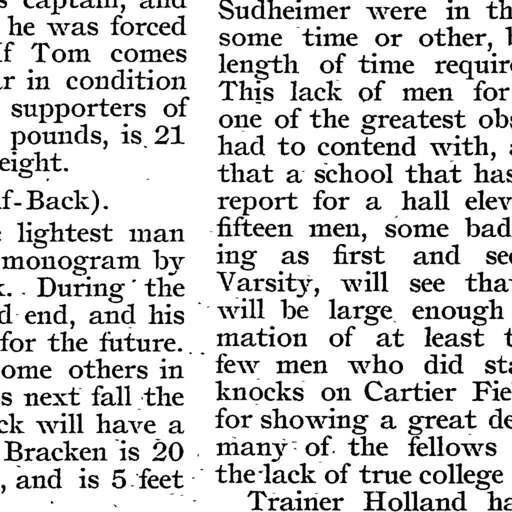 captain, and
he was forced
If Tom comes
in condition
supporters of
pounds, is 21
eight.
f-Back).
lightest man
monogram by
During the
d end, and his
for the future.
ome others in
s next fall the
ck will have a
Bracken is 20
, and is 5 feet
Sudheimer were in th
some time or other,
length of time requir
This lack of men for
one of the greatest obs
had to contend with,
that a school that has
report for a hall elev
fifteen men, some bad
ing as first and se
Varsity, will see tha
will be large enough
mation of at least
few men who did sta
knocks on Cartier Fie
for showing a great de
many of the fellows
the lack of true college
Trainer Holland ha